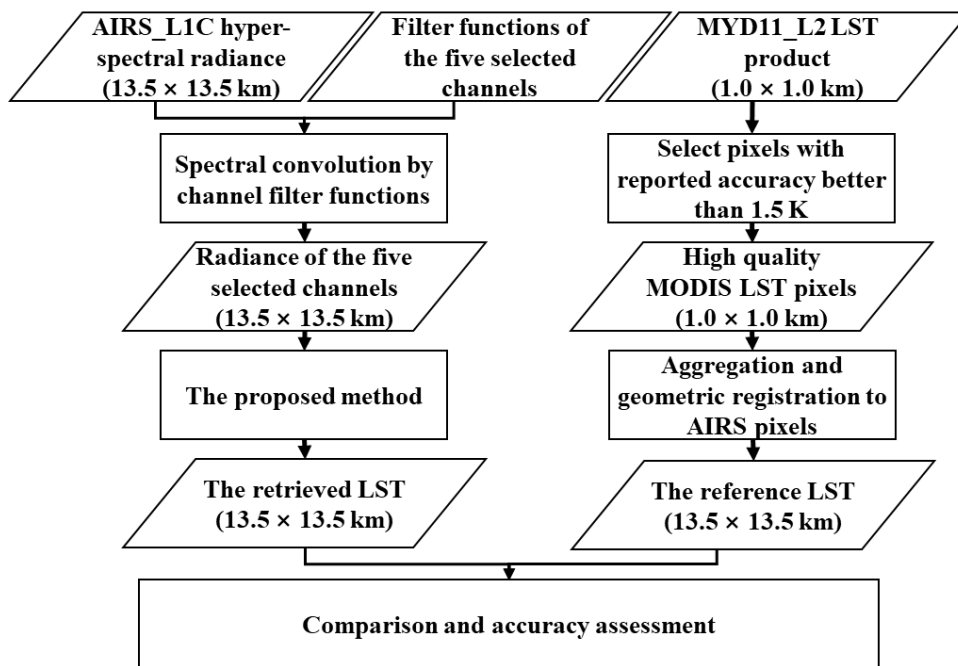 AIRS_L1C hyper-
spectral radiance
(13.5 × 13.5 km)
Filter functions of
the five selected
channels
MYD11_L2 LST
product
(1.0 × 1.0 km)
Spectral convolution by
channel filter functions
Select pixels with
reported accuracy better
than 1.5 K
Radiance of the five
selected channels
(13.5 × 13.5 km)
High quality
MODIS LST pixels
(1.0 × 1.0 km)
The proposed method
Aggregation and
geometric registration to
AIRS pixels
The retrieved LST
(13.5 × 13.5 km)
The reference LST
(13.5 × 13.5 km)
Comparison and accuracy assessment